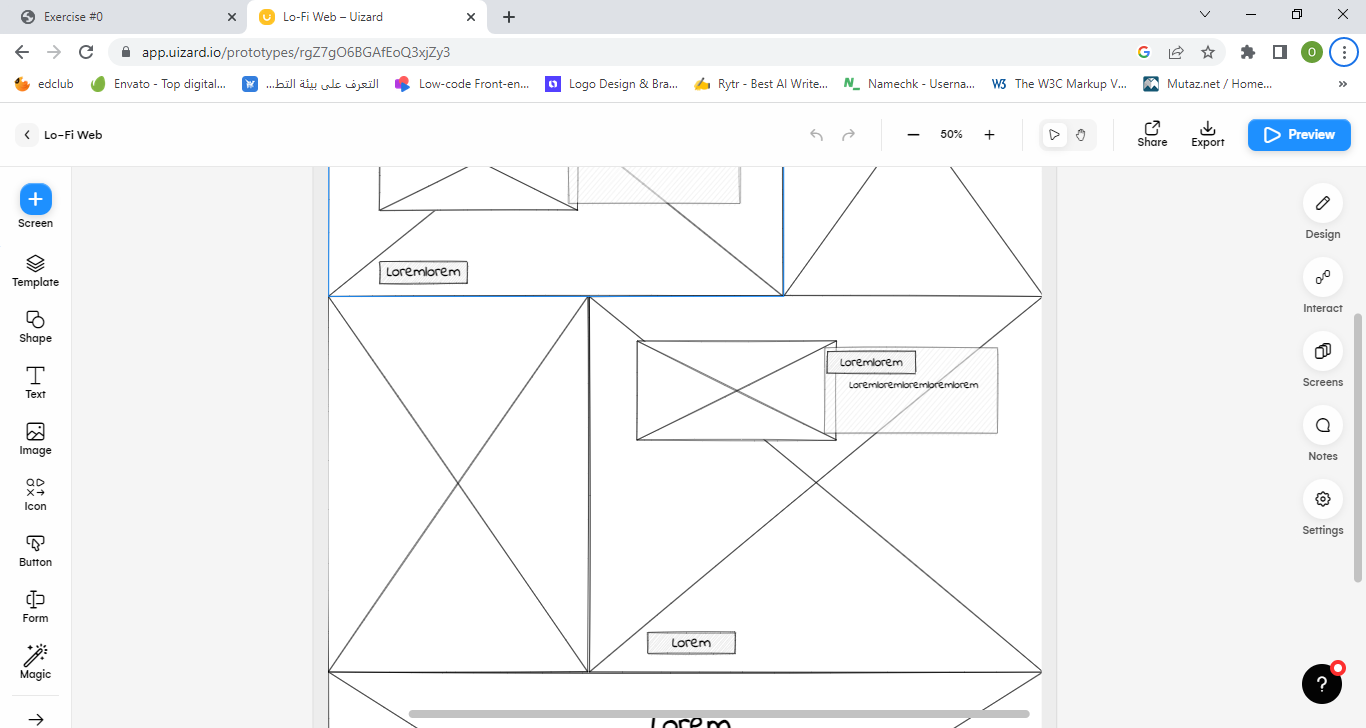 Exercise #0
Lo-Fi Web – Uizard
app.uizard.io/prototypes/rgZ7gO6BGAfEoQ3xjZy3
O
edclub
Envato - Top digital...
التعرف على بيئة التط...
Low-code Front-en...
Logo Design & Bra...
Rytr - Best AI Write...
Namechk - Userna...
W3 The W3C Markup V...
Mutaz.net / Home...
»
Lo-Fi Web
50%
Share
Export
Preview
Screen
Template
Shape
Text
Image
Icon
Button
Form
Magic
Loremlorem
Loremlorem
Loremloremloremloremlorem
Lorem
Lorem
Design
Interact
Screens
Notes
Settings
?